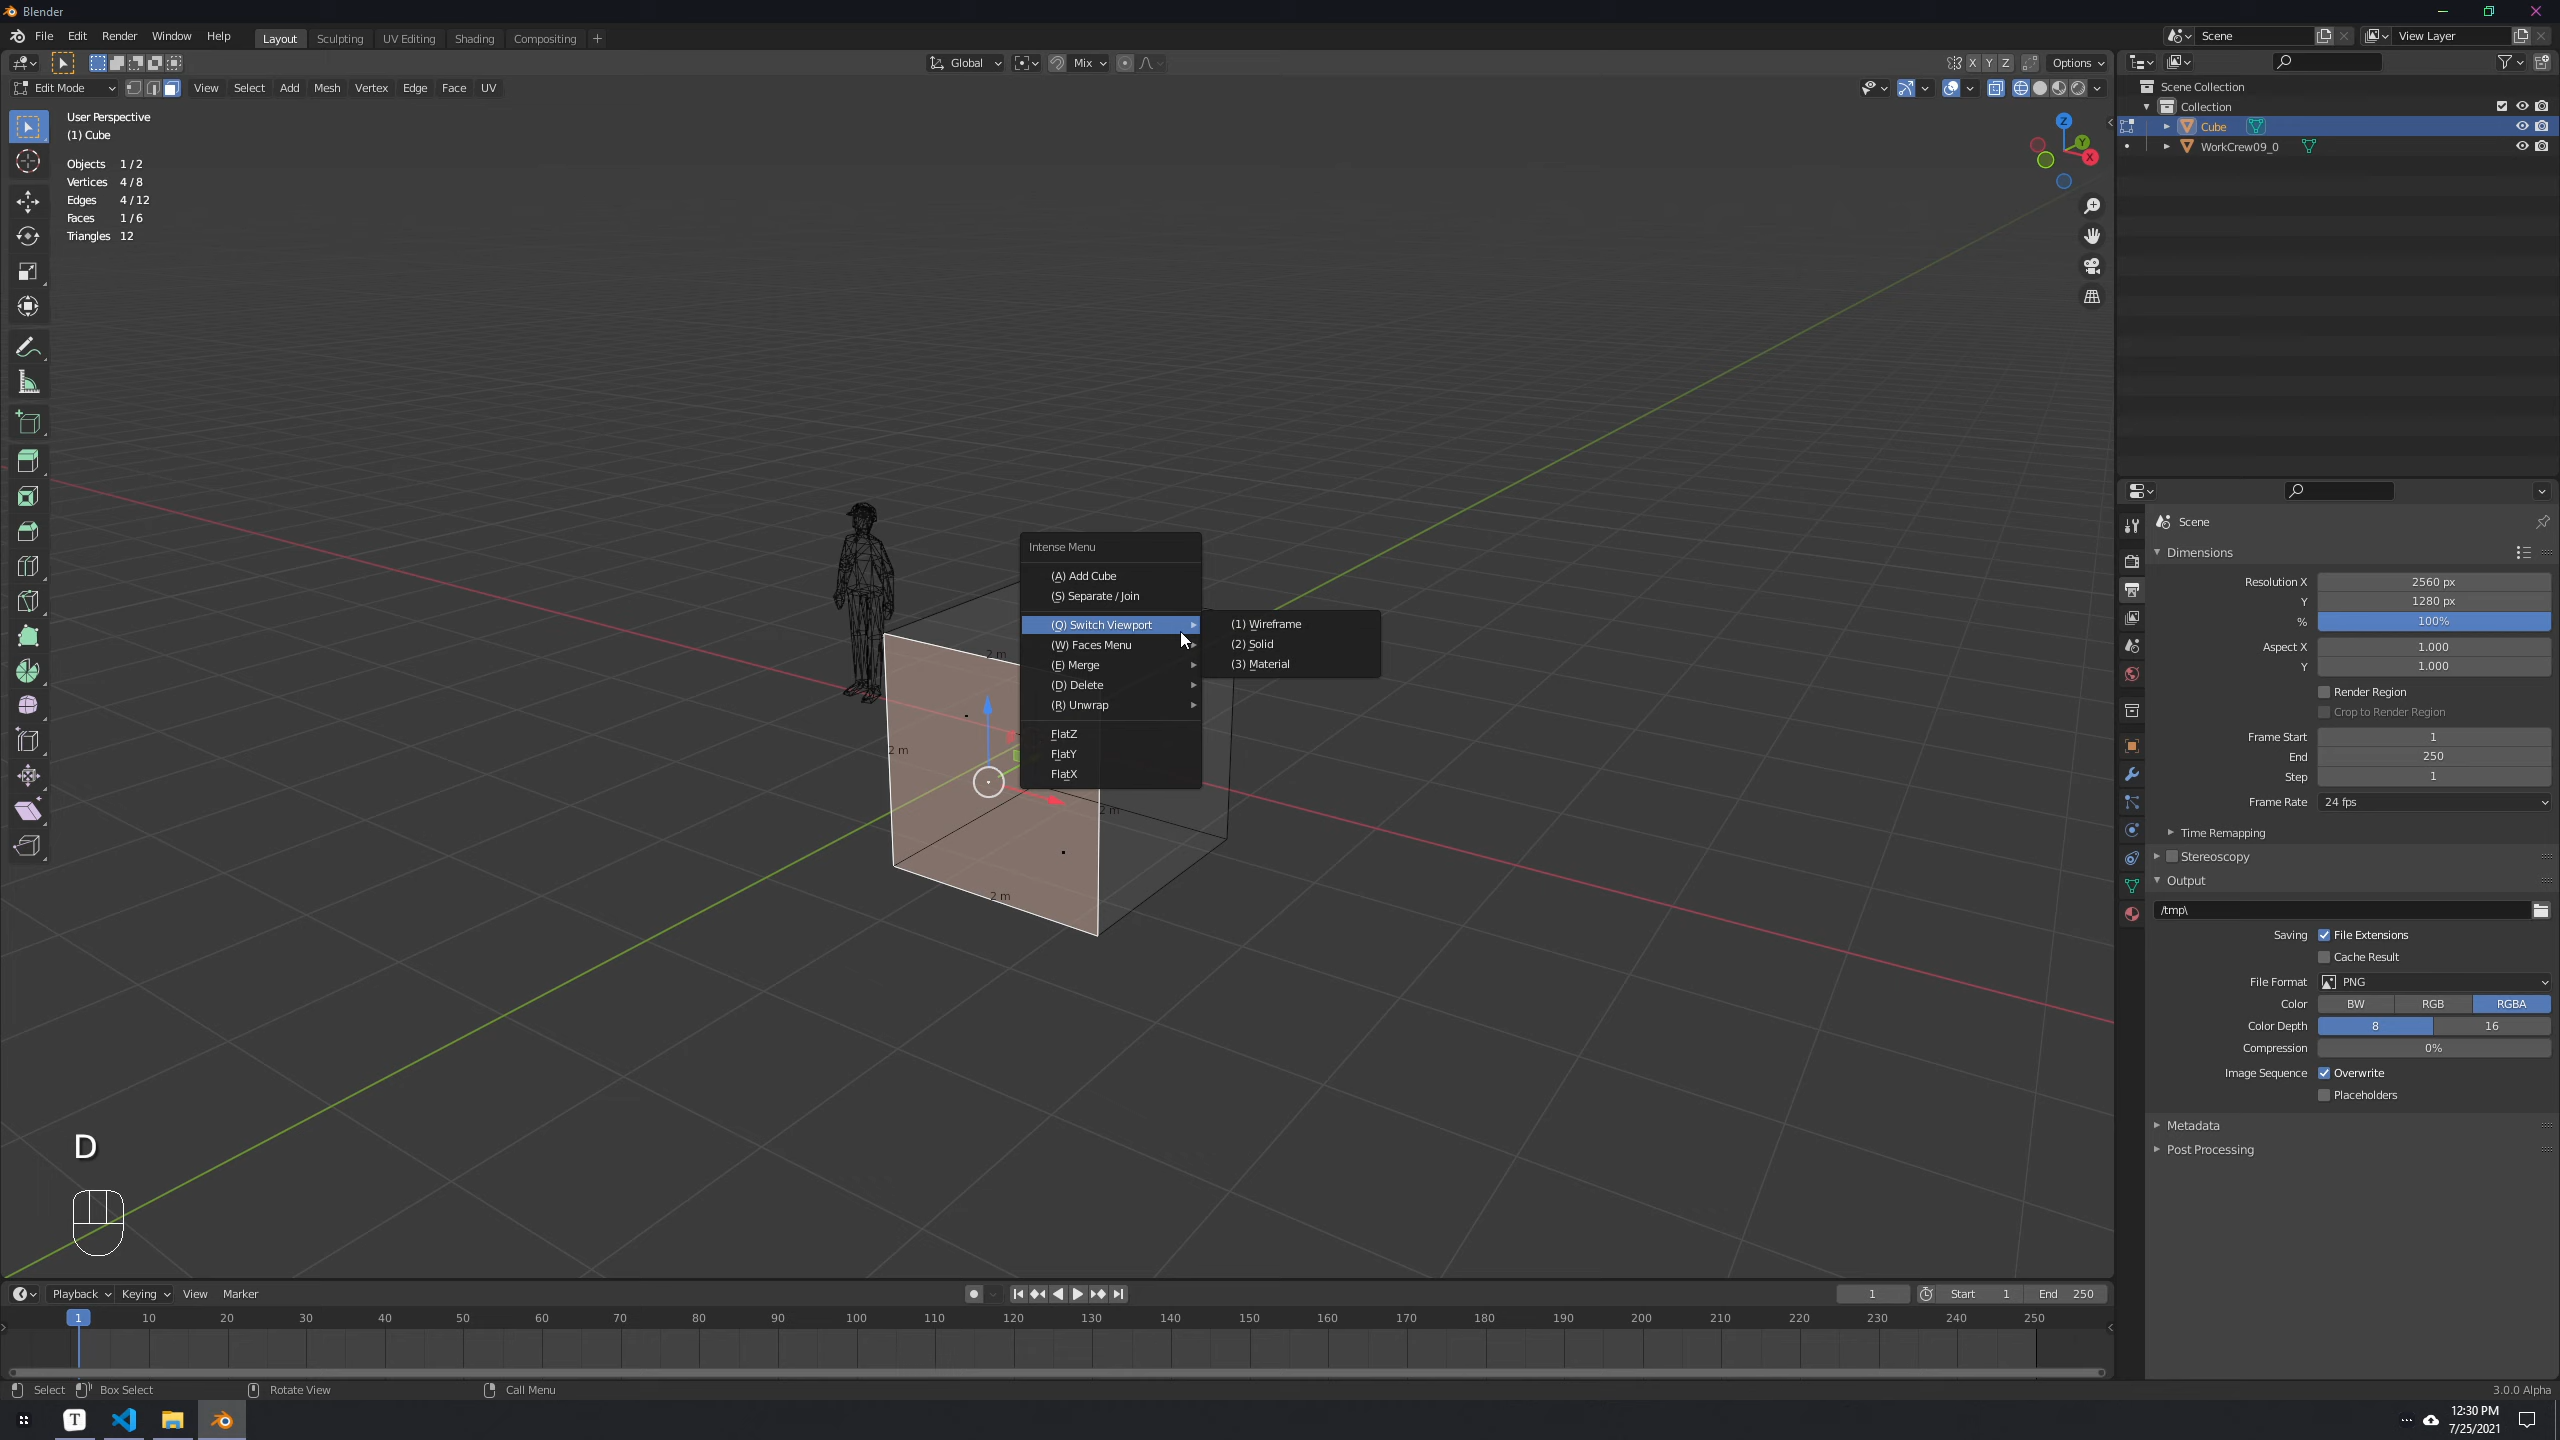 Blender
File Edit Render Window Help
Layout Sculpting UV Editing Shading Compositing +
Scene
View Layer
Global
Mix
X Y Z
Options
Edit Mode
View Select Add Mesh Vertex Edge Face UV
User Perspective
(1) Cube
Objects 1/2
Vertices 4/8
Edges 4/12
Faces 1/6
Triangles 12
Z
Y
X
Scene Collection
Collection
Cube
WorkCrew09_0
Intense Menu
(A) Add Cube
(S) Separate / Join
(Q) Switch Viewport
(W) Faces Menu
(E) Merge
(D) Delete
(R) Unwrap
FlatZ
FlatY
FlatX
(1) Wireframe
(2) Solid
(3) Material
2 m
2 m
2 m
2 m
Scene
Dimensions
Resolution X 2560 px
Y 1280 px
% 100%
Aspect X 1.000
Y 1.000
Render Region
Crop to Render Region
Frame Start 1
End 250
Step 1
Frame Rate 24 fps
Time Remapping
Stereoscopy
Output
/tmp\
Saving File Extensions
Cache Result
File Format PNG
Color BW RGB RGBA
Color Depth 8 16
Compression 0%
Image Sequence Overwrite
Placeholders
Metadata
Post Processing
D
Playback Keying View Marker
1
Start 1
End 250
1 10 20 30 40 50 60 70 80 90 100 110 120 130 140 150 160 170 180 190 200 210 220 230 240 250
Select Box Select Rotate View Call Menu
3.0.0 Alpha
T
12:30 PM
7/25/2021